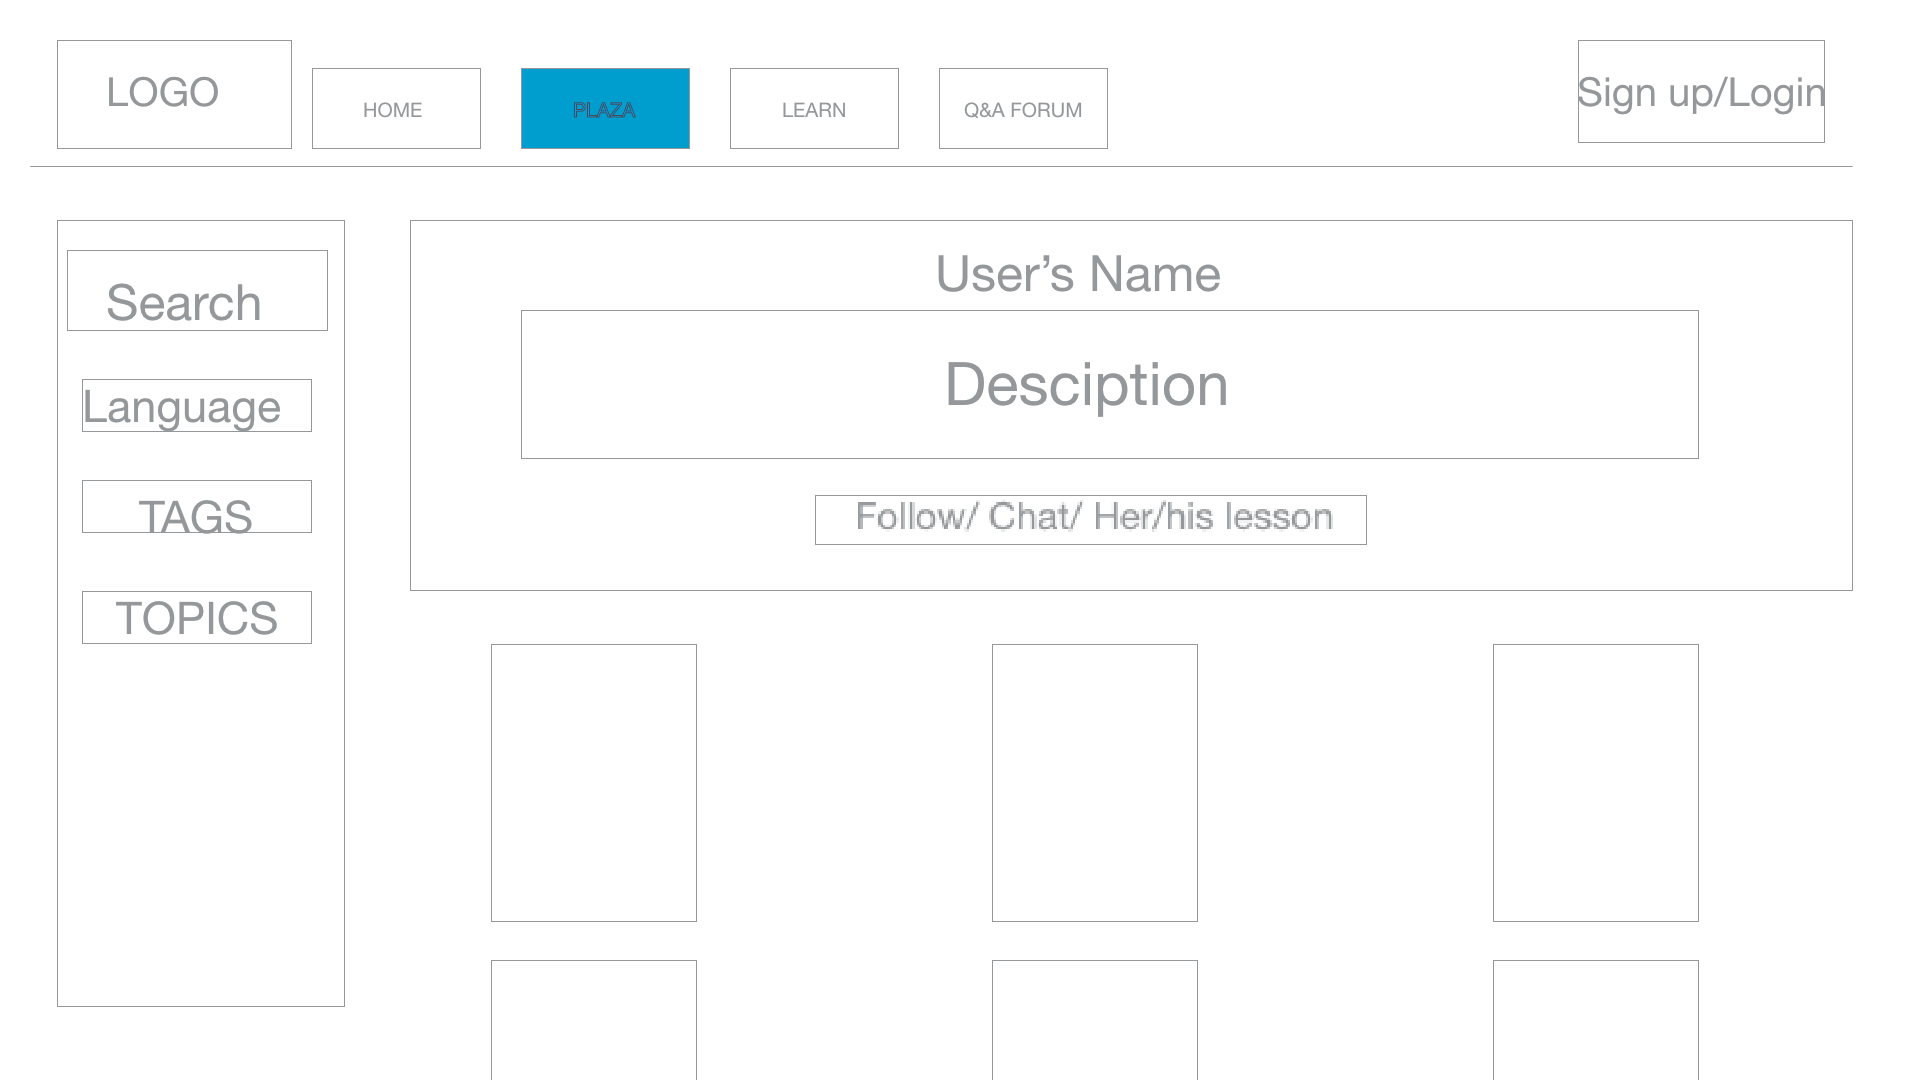 LOGO
HOME
PLAZA
LEARN
Q&A FORUM
Sign up/Login
Search
Language
TAGS
TOPICS
User’s Name
Desciption
Follow/ Chat/ Her/his lesson